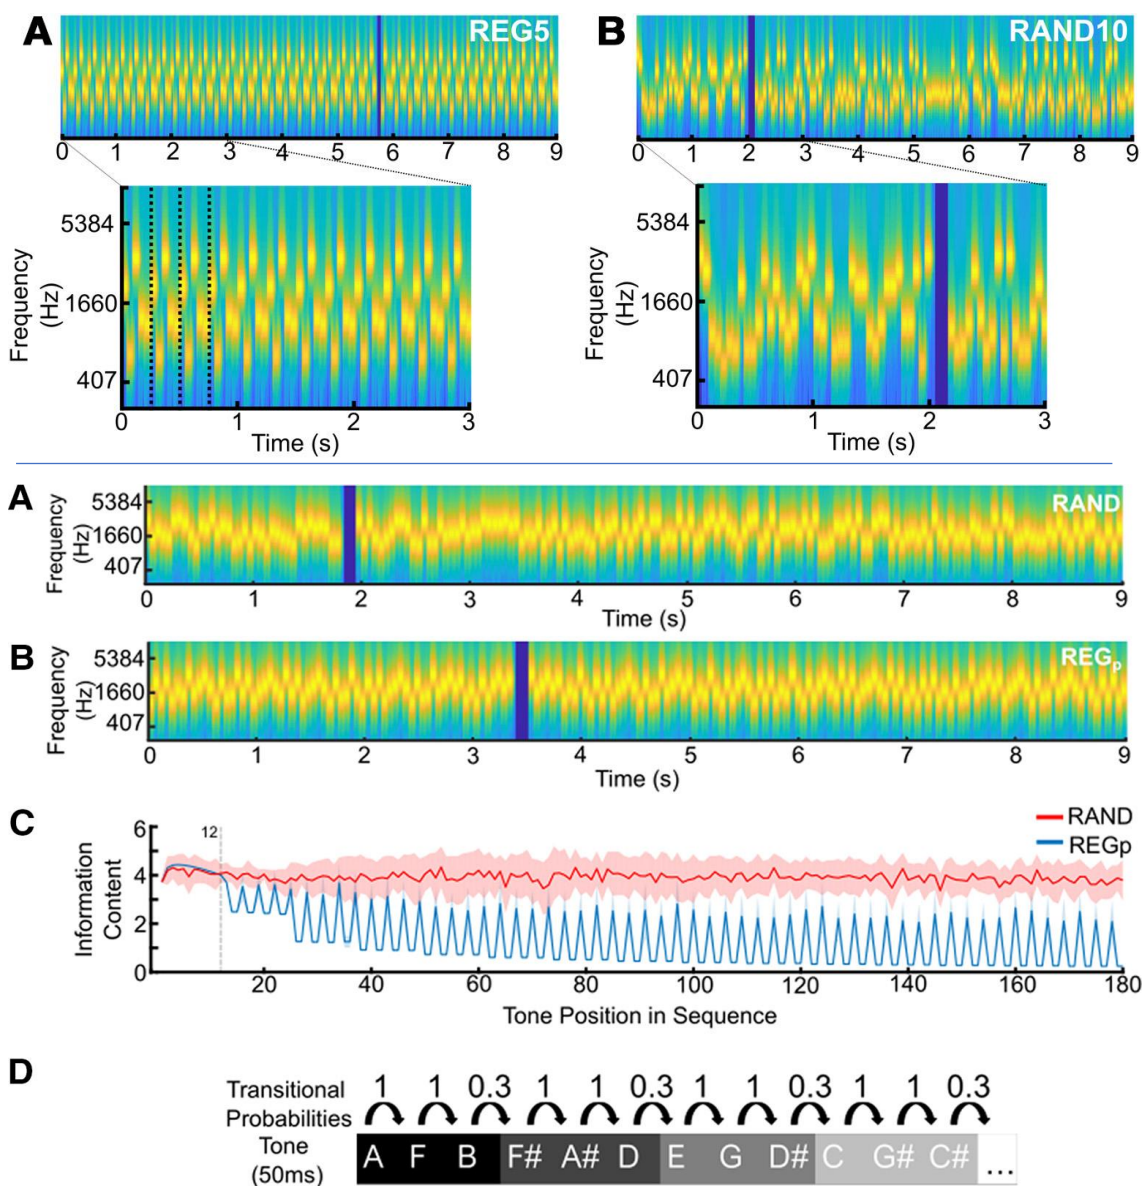 A
REG5
0 1 2 3 4 5 6 7 8 9
5384
1660
407
Frequency
(Hz)
0 1 2 3
Time (s)
B
RAND10
0 1 2 3 4 5 6 7 8 9
5384
1660
407
Frequency
(Hz)
0 1 2 3
Time (s)
A
RAND
Frequency
(Hz)
5384
1660
407
0 1 2 3 4 5 6 7 8 9
Time (s)
B
REGp
Frequency
(Hz)
5384
1660
407
0 1 2 3 4 5 6 7 8 9
Time (s)
C
RAND
REGp
12
Information
Content
6
4
2
0
20 40 60 80 100 120 140 160 180
Tone Position in Sequence
D
Transitional
Probabilities
1 1 0.3 1 1 0.3 1 1 0.3 1 1 0.3
Tone
(50ms)
A F B F# A# D E G D# C G# C# ...